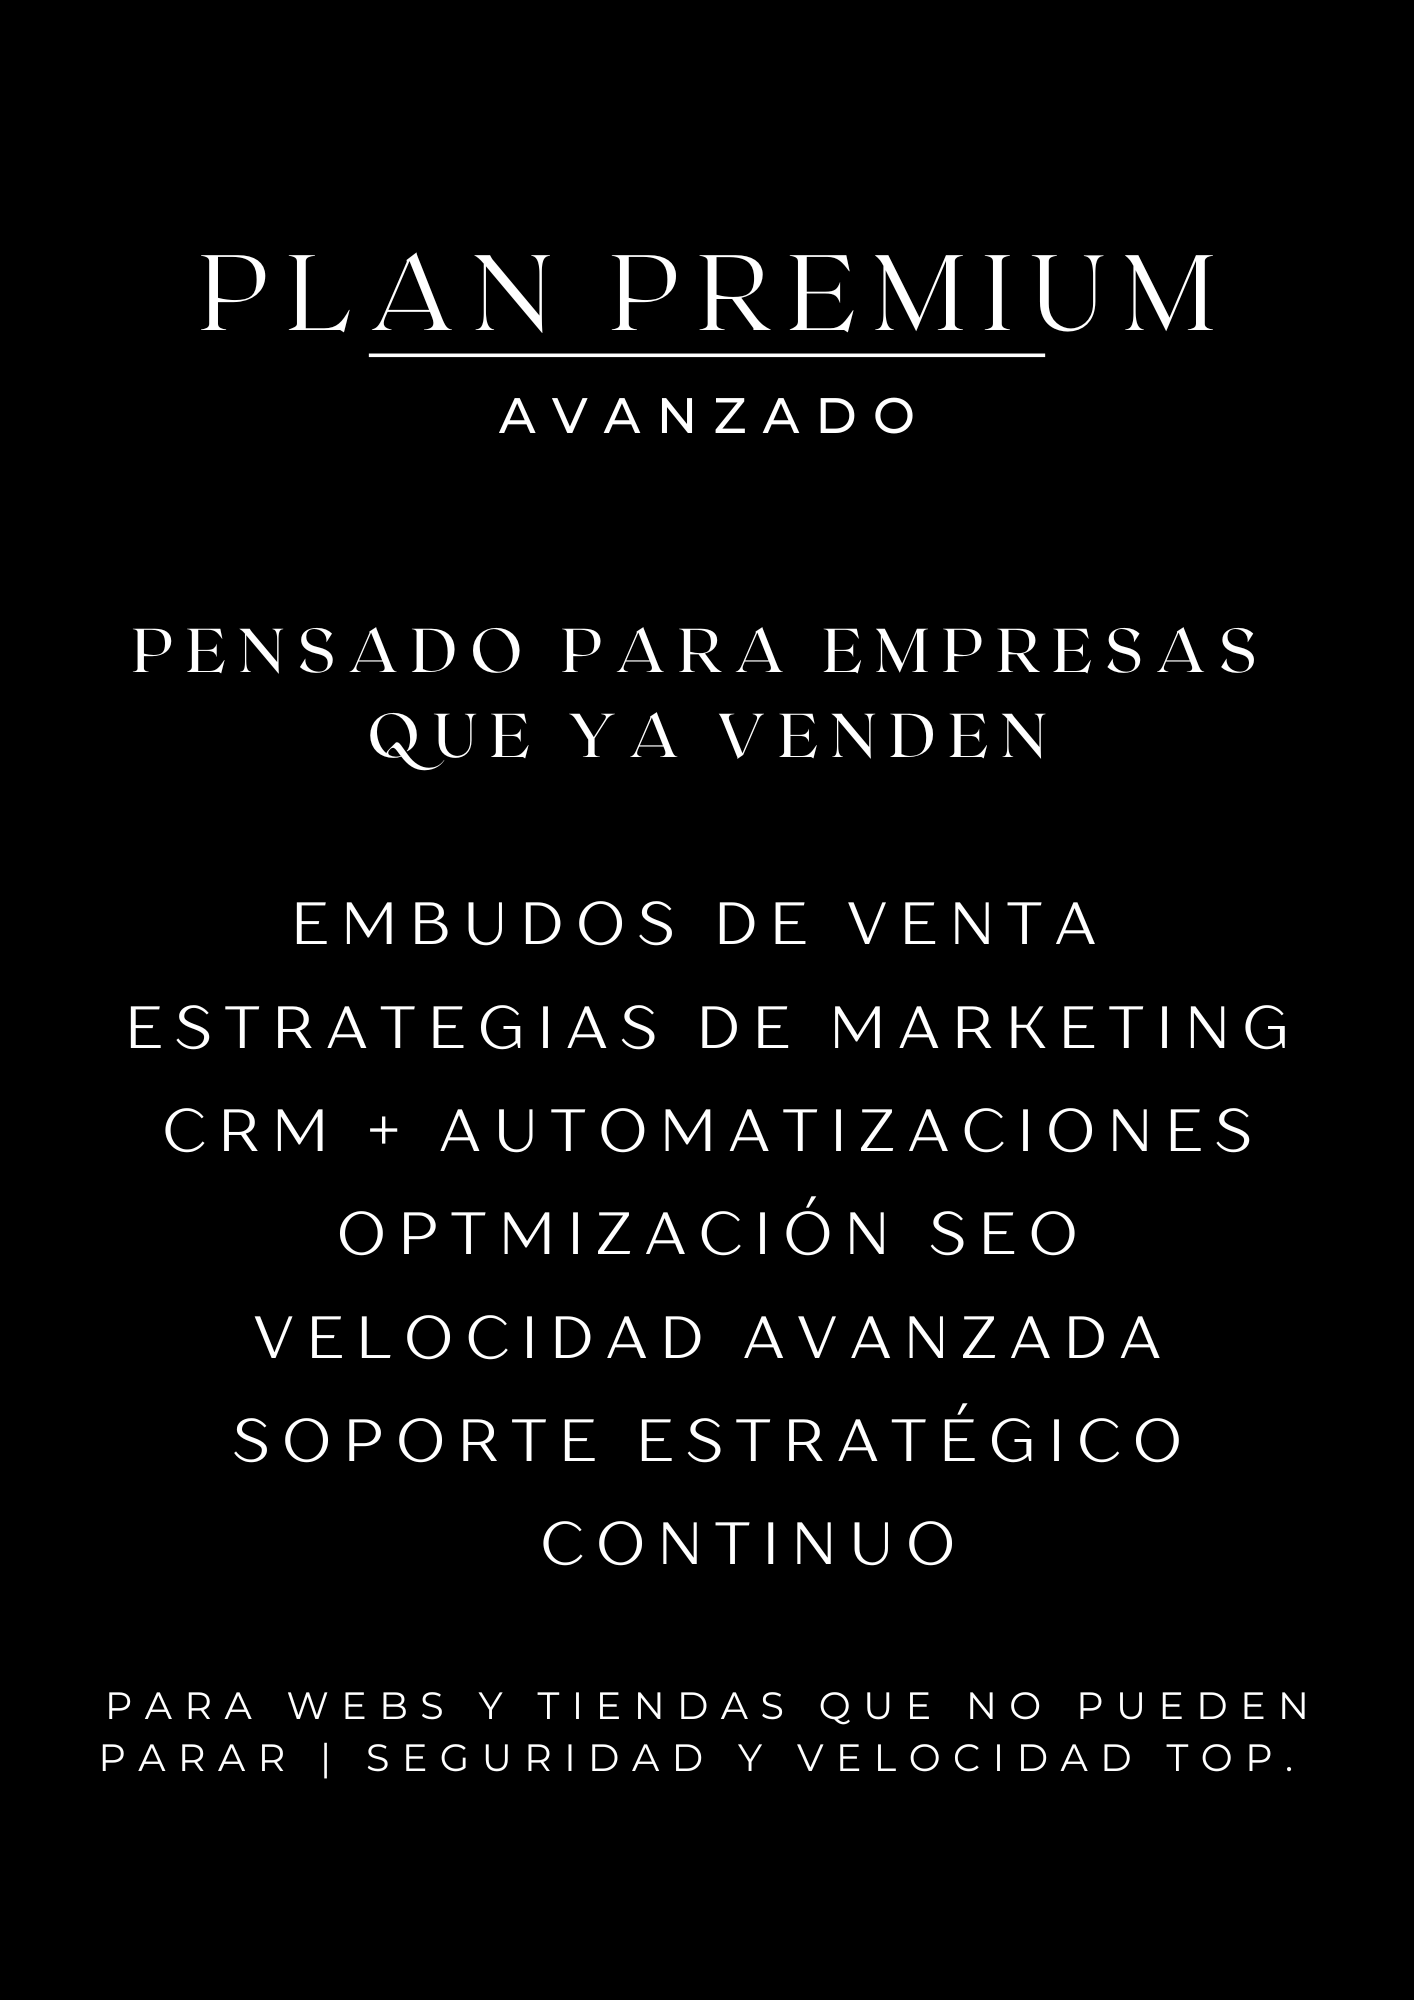 PLAN PREMIUM
AVANZADO
PENSADO PARA EMPRESAS
QUE YA VENDEN
EMBUDOS DE VENTA
ESTRATEGIAS DE MARKETING
CRM + AUTOMATIZACIONES
OPTMIZACIÓN SEO
VELOCIDAD AVANZADA
SOPORTE ESTRATÉGICO
CONTINUO
PARA WEBS Y TIENDAS QUE NO PUEDEN
PARAR | SEGURIDAD Y VELOCIDAD TOP.